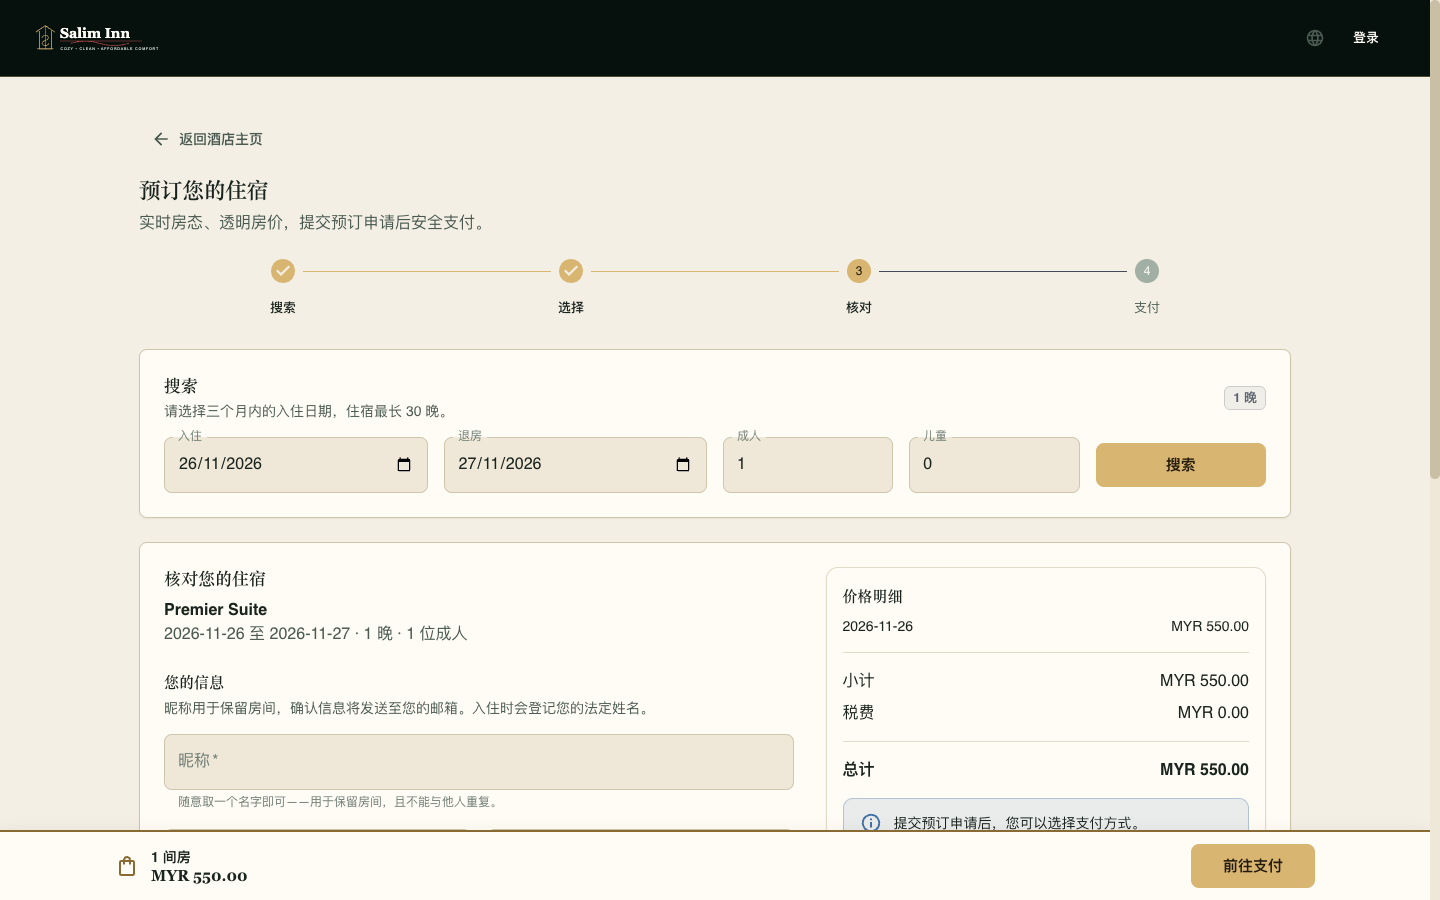 Salim Inn
COZY • CLEAN • AFFORDABLE COMFORT
登录
返回酒店主页
预订您的住宿
实时房态、透明房价，提交预订申请后安全支付。
搜索
选择
3
核对
4
支付
搜索
请选择三个月内的入住日期，住宿最长 30 晚。
1 晚
入住
26/11/2026
退房
27/11/2026
成人
1
儿童
0
搜索
核对您的住宿
Premier Suite
2026-11-26 至 2026-11-27 · 1 晚 · 1 位成人
您的信息
昵称用于保留房间，确认信息将发送至您的邮箱。入住时会登记您的法定姓名。
昵称 *
随意取一个名字即可——用于保留房间，且不能与他人重复。
价格明细
2026-11-26 MYR 550.00
小计 MYR 550.00
税费 MYR 0.00
总计 MYR 550.00
提交预订申请后，您可以选择支付方式。
1 间房
MYR 550.00
前往支付